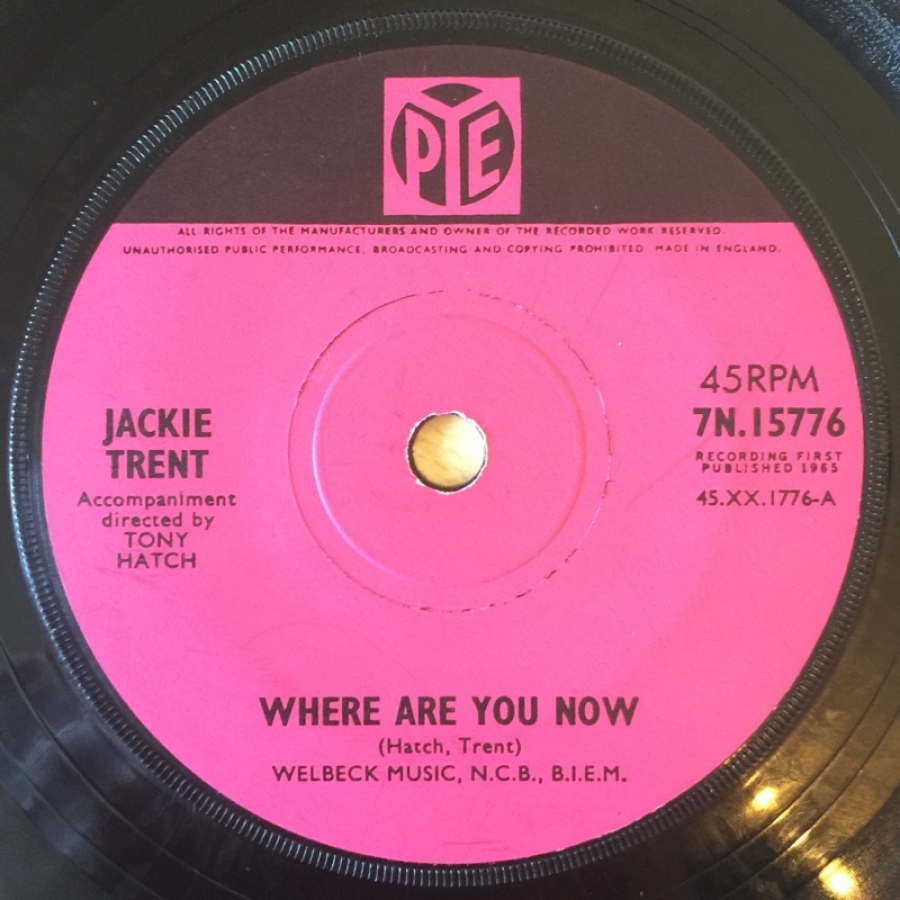 PYE
ALL RIGHTS OF THE MANUFACTURERS AND OWNER OF THE RECORDED WORK RESERVED.
UNAUTHORISED PUBLIC PERFORMANCE, BROADCASTING AND COPYING PROHIBITED MADE IN ENGLAND.
45RPM
7N.15776
RECORDING FIRST
PUBLISHED 1965
45.XX.1776-A
JACKIE
TRENT
Accompaniment
directed by
TONY
HATCH
WHERE ARE YOU NOW
(Hatch, Trent)
WELBECK MUSIC, N.C.B., B.I.E.M.